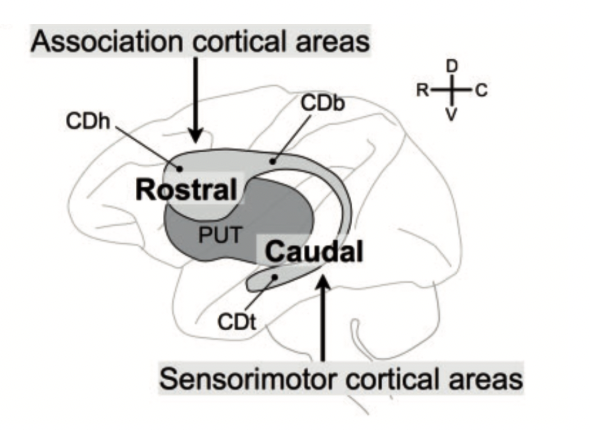 Association cortical areas
D
R C
V
CDb
CDh
Rostral
PUT
Caudal
CDt
Sensorimotor cortical areas